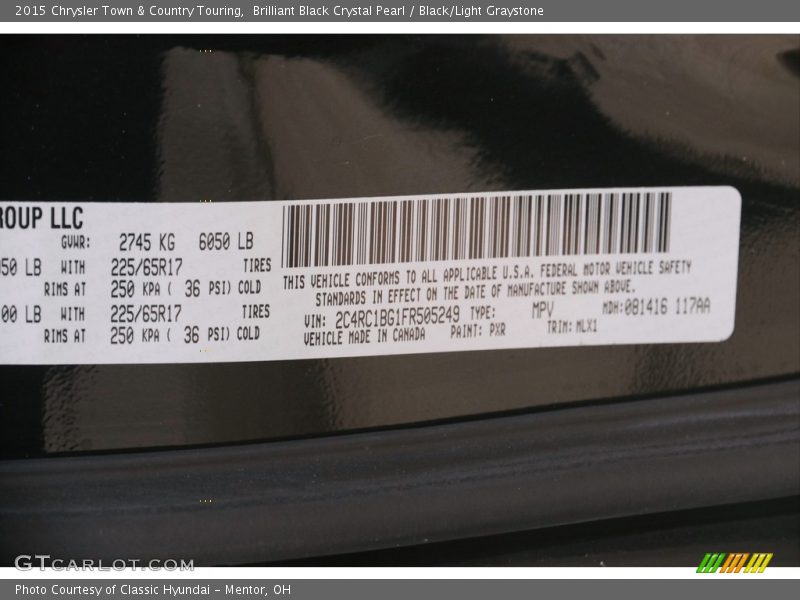 2015 Chrysler Town & Country Touring,  Brilliant Black Crystal Pearl / Black/Light Graystone
ROUP LLC
GVWR: 2745 KG 6050 LB
50 LB WITH 225/65R17 TIRES
RIMS AT 250 KPA ( 36 PSI) COLD
00 LB WITH 225/65R17 TIRES
RIMS AT 250 KPA ( 36 PSI) COLD
THIS VEHICLE CONFORMS TO ALL APPLICABLE U.S.A. FEDERAL MOTOR VEHICLE SAFETY
STANDARDS IN EFFECT ON THE DATE OF MANUFACTURE SHOWN ABOVE.
VIN: 2C4RC1BG1FR505249 TYPE: MPV MDH:081416 117AA
VEHICLE MADE IN CANADA PAINT: PXR TRIM: MLX1
GTCARLOT.COM
Photo Courtesy of Classic Hyundai - Mentor, OH